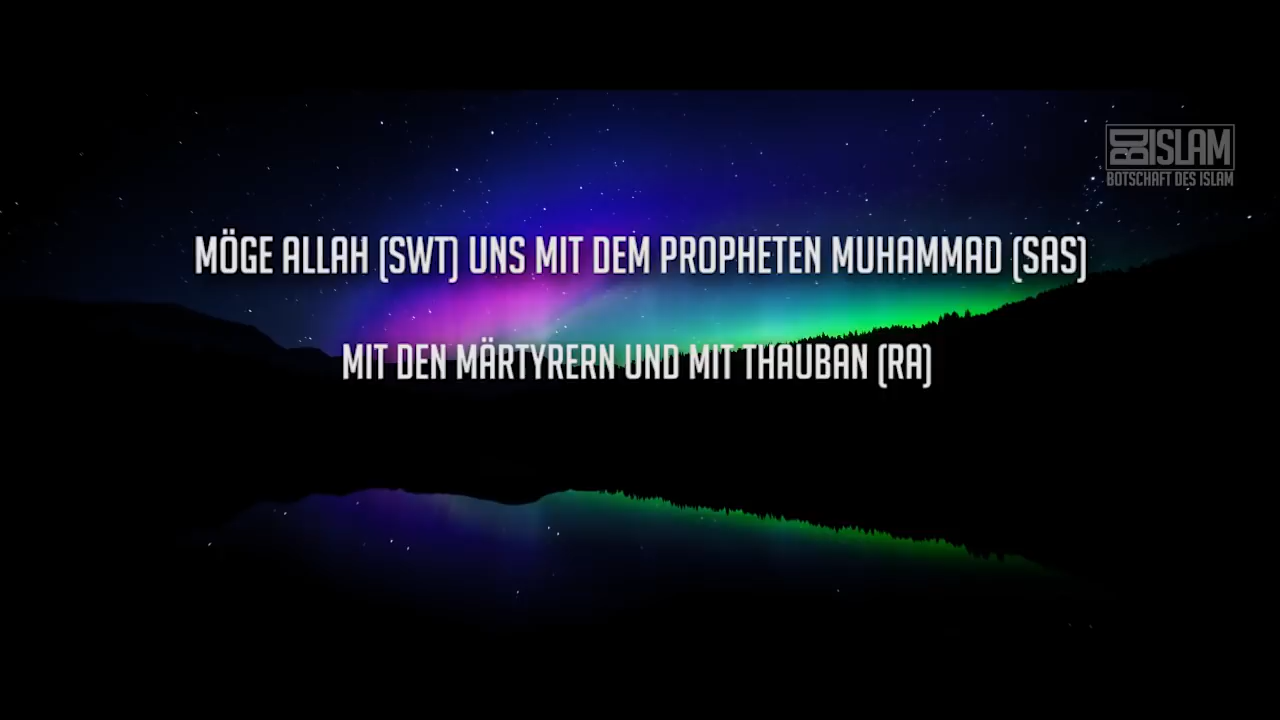 BDISLAM
BOTSCHAFT DES ISLAM
MÖGE ALLAH (SWT) UNS MIT DEM PROPHETEN MUHAMMAD (SAS)
MIT DEN MÄRTYRERN UND MIT THAUBAN (RA)